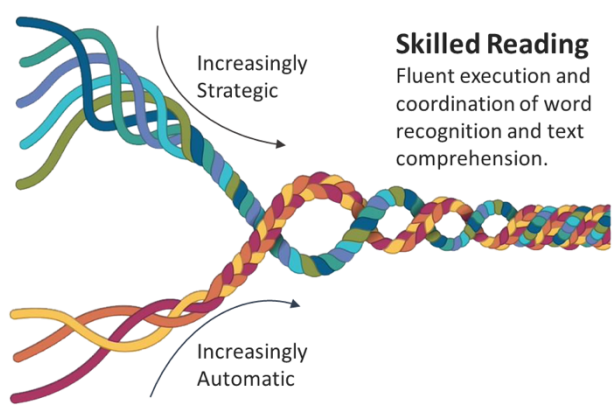 Increasingly
Strategic
Skilled Reading
Fluent execution and
coordination of word
recognition and text
comprehension.
Increasingly
Automatic